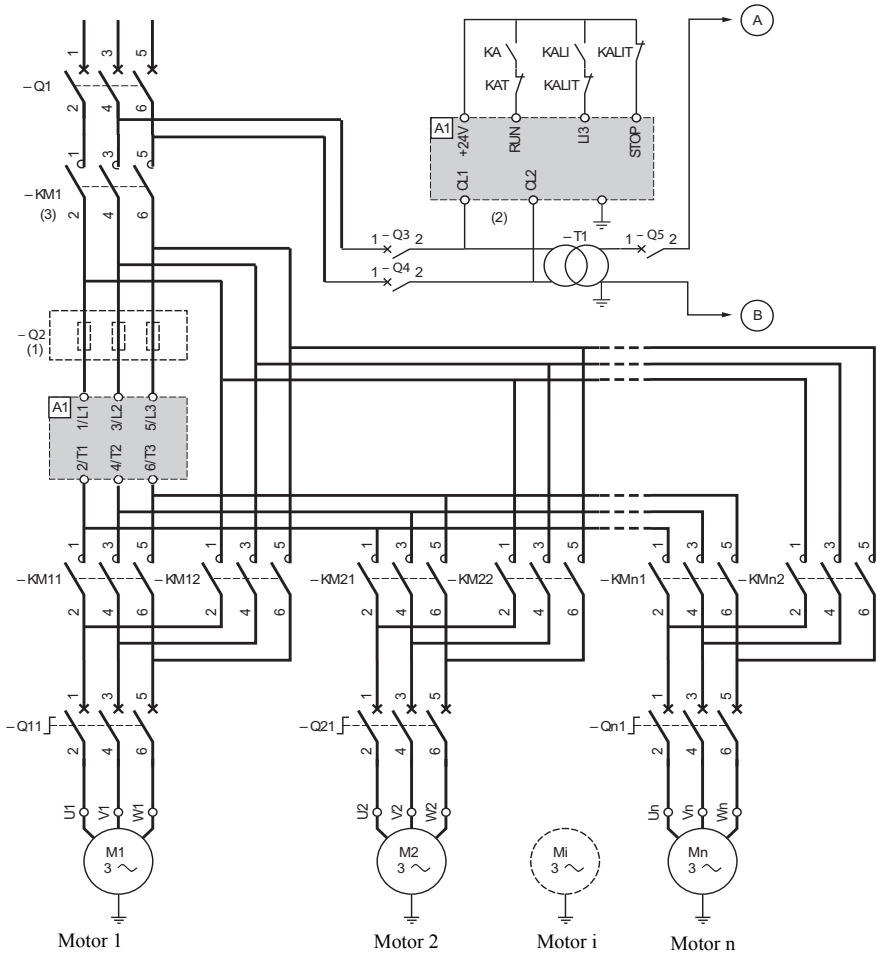 A
KA
KALI
KALIT
KAT
KALIT
1 3 5
–Q1
2 4 6
A1
+24V
RUN
LI3
STOP
CL1
CL2
(2)
1 3 5
–KM1
(3)
2 4 6
1 –Q3 2
–T1
1 –Q5 2
1 –Q4 2
B
–Q2
(1)
A1
1/L1 3/L2 5/L3
2/T1 4/T2 6/T3
1 3 5 1 3 5 1 3 5 1 3 5 1 3 5 1 3 5
–KM11 –KM12 –KM21 –KM22 –KMn1 –KMn2
2 4 6 2 4 6 2 4 6 2 4 6 2 4 6 2 4 6
1 3 5 1 3 5 1 3 5
–Q11 –Q21 –Qn1
2 4 6 2 4 6 2 4 6
U1 V1 W1 U2 V2 W2 Un Vn Wn
M1 M2 Mi Mn
3 3 3 3
Motor 1 Motor 2 Motor i Motor n